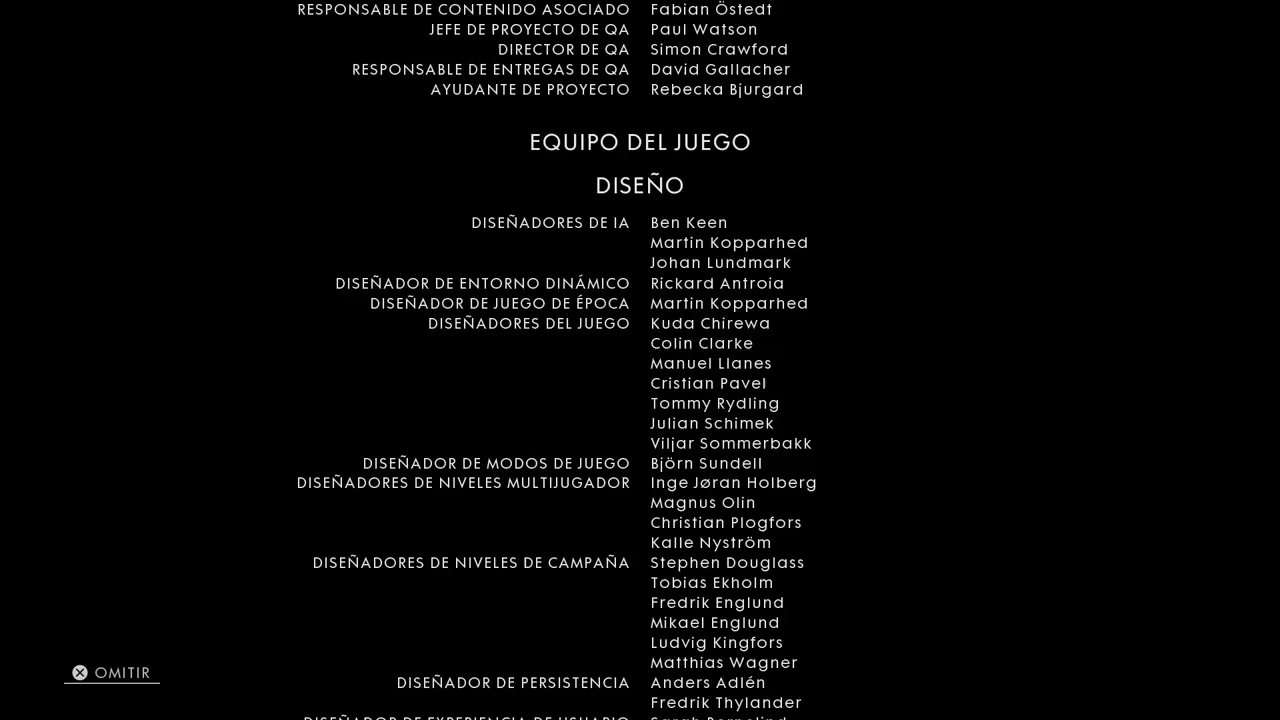 RESPONSABLE DE CONTENIDO ASOCIADO Fabian Östedt
JEFE DE PROYECTO DE QA Paul Watson
DIRECTOR DE QA Simon Crawford
RESPONSABLE DE ENTREGAS DE QA David Gallacher
AYUDANTE DE PROYECTO Rebecka Bjurgard
EQUIPO DEL JUEGO
DISEÑO
DISEÑADORES DE IA Ben Keen
Martin Kopparhed
Johan Lundmark
DISEÑADOR DE ENTORNO DINÁMICO Rickard Antroia
DISEÑADOR DE JUEGO DE ÉPOCA Martin Kopparhed
DISEÑADORES DEL JUEGO Kuda Chirewa
Colin Clarke
Manuel Llanes
Cristian Pavel
Tommy Rydling
Julian Schimek
Viljar Sommerbakk
DISEÑADOR DE MODOS DE JUEGO Björn Sundell
DISEÑADORES DE NIVELES MULTIJUGADOR Inge Jøran Holberg
Magnus Olin
Christian Plogfors
Kalle Nyström
DISEÑADORES DE NIVELES DE CAMPAÑA Stephen Douglass
Tobias Ekholm
Fredrik Englund
Mikael Englund
Ludvig Kingfors
Matthias Wagner
OMITIR
DISEÑADOR DE PERSISTENCIA Anders Adlén
Fredrik Thylander
DISEÑADOR DE EXPERIENCIA DE USUARIO Sarah